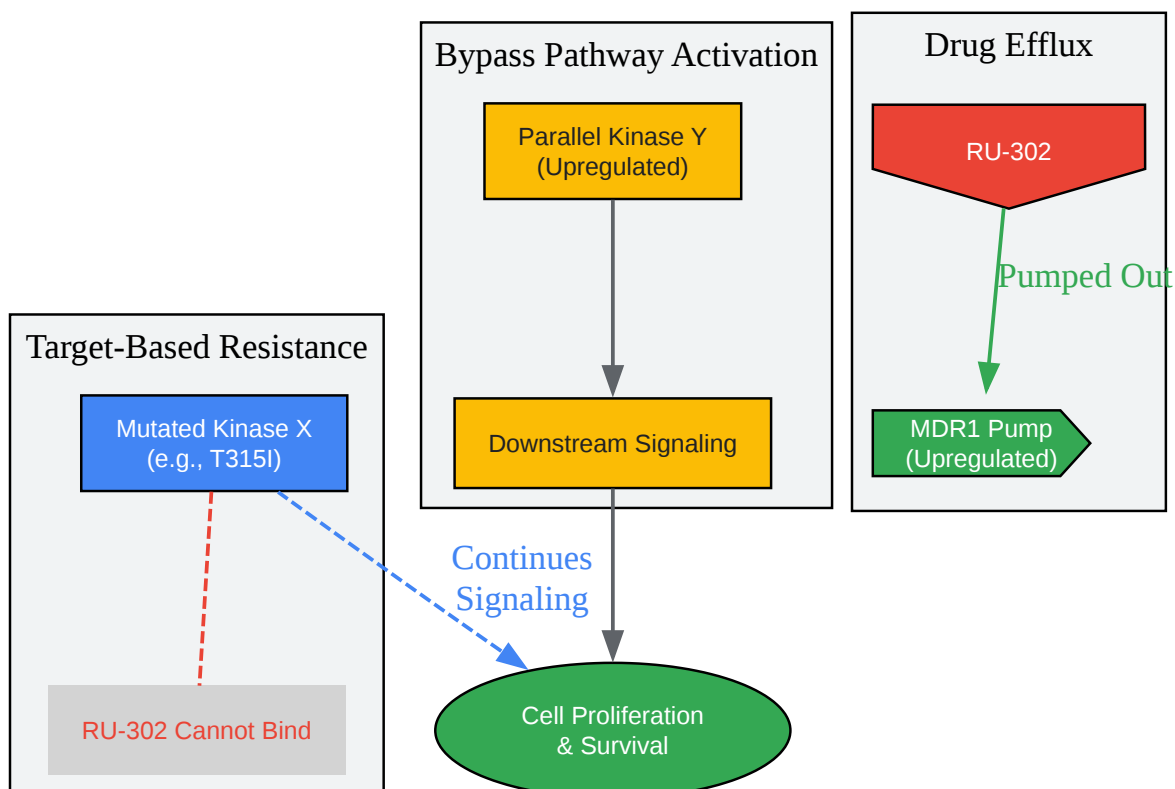 Bypass Pathway Activation
Parallel Kinase Y
(Upregulated)
Downstream Signaling
Drug Efflux
RU-302
Pumped Out
MDR1 Pump
(Upregulated)
Target-Based Resistance
Mutated Kinase X
(e.g., T315I)
Continues
Signaling
RU-302 Cannot Bind
Cell Proliferation
& Survival